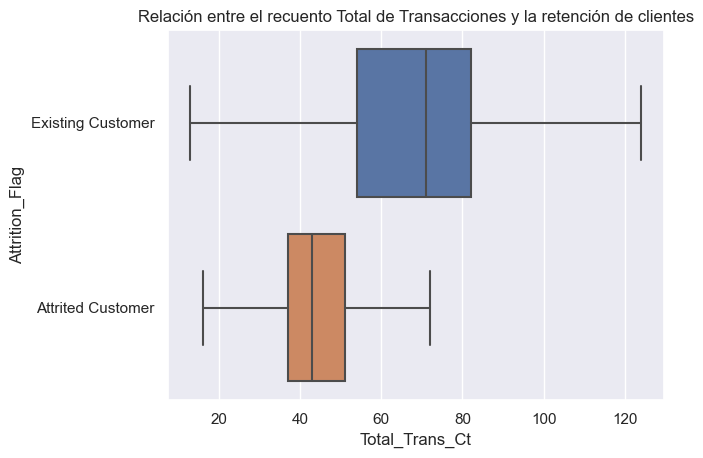 Relación entre el recuento Total de Transacciones y la retención de clientes
Existing Customer
Attrited Customer
Attrition_Flag
20 40 60 80 100 120
Total_Trans_Ct